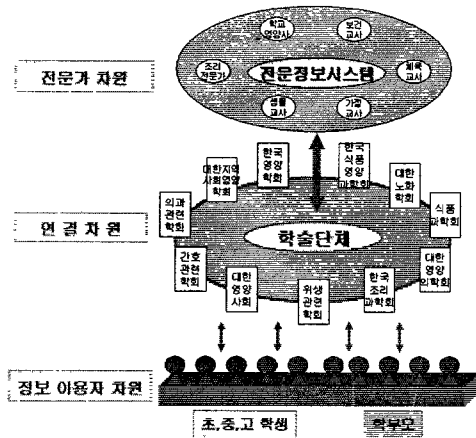 학교
영양사
보건
교사
전문가 차원
조리
전문가
전문정보시스템
체육
교사
생물
교사
가정
교사
대한지역
사회영양
학회
한국
영양
학회
한국
식품
영양
과학회
대한
노화
학회
의과
관련
학회
식품
과학회
연 결 차 원
학술단체
간호
관련
학회
대한
영양
사회
위생
관련
학회
한국
조리
과학회
대한
영양
의학회
정보 이용자 차원
초,중,고 학생
학부모